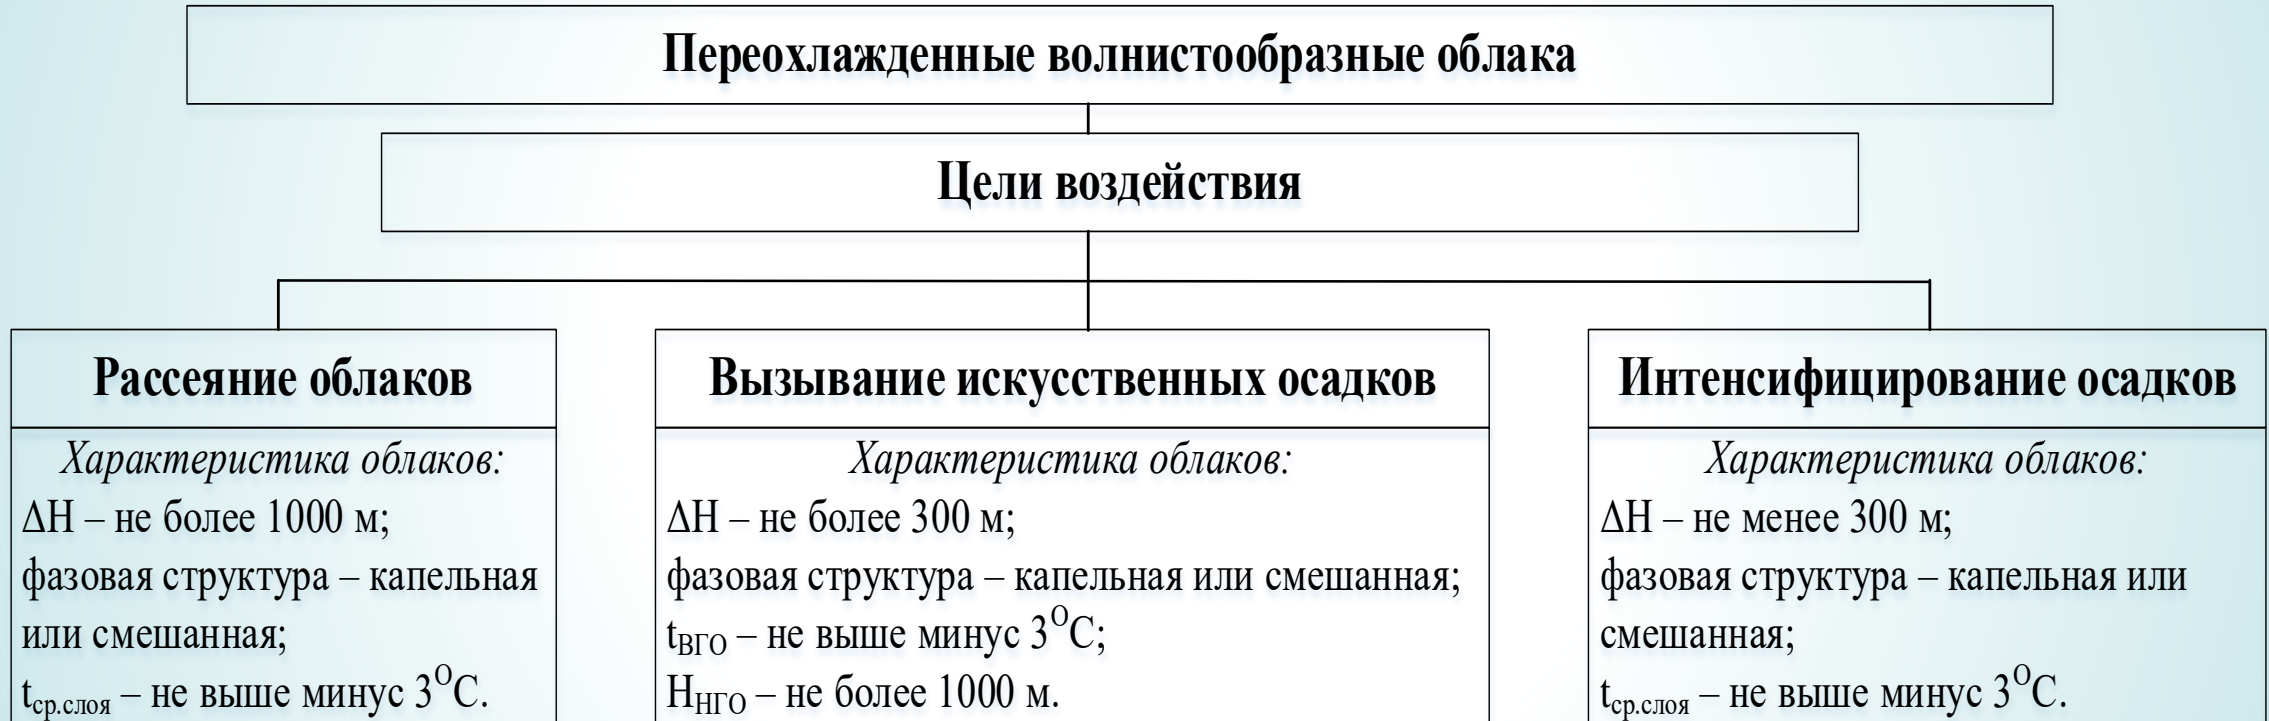 Переохлажденные волнистообразные облака
Цели воздействия
Рассеяние облаков
Характеристика облаков:
ΔH – не более 1000 м;
фазовая структура – капельная
или смешанная;
tср.слоя – не выше минус 3ОС.
Вызывание искусственных осадков
Характеристика облаков:
ΔH – не более 300 м;
фазовая структура – капельная или смешанная;
tВГО – не выше минус 3ОС;
ННГО – не более 1000 м.
Интенсифицирование осадков
Характеристика облаков:
ΔH – не менее 300 м;
фазовая структура – капельная или
смешанная;
tср.слоя – не выше минус 3ОС.